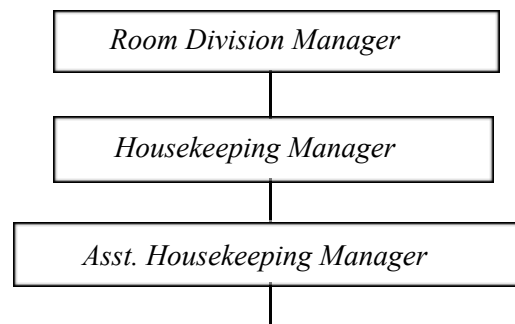 Room Division Manager
Housekeeping Manager
Asst. Housekeeping Manager